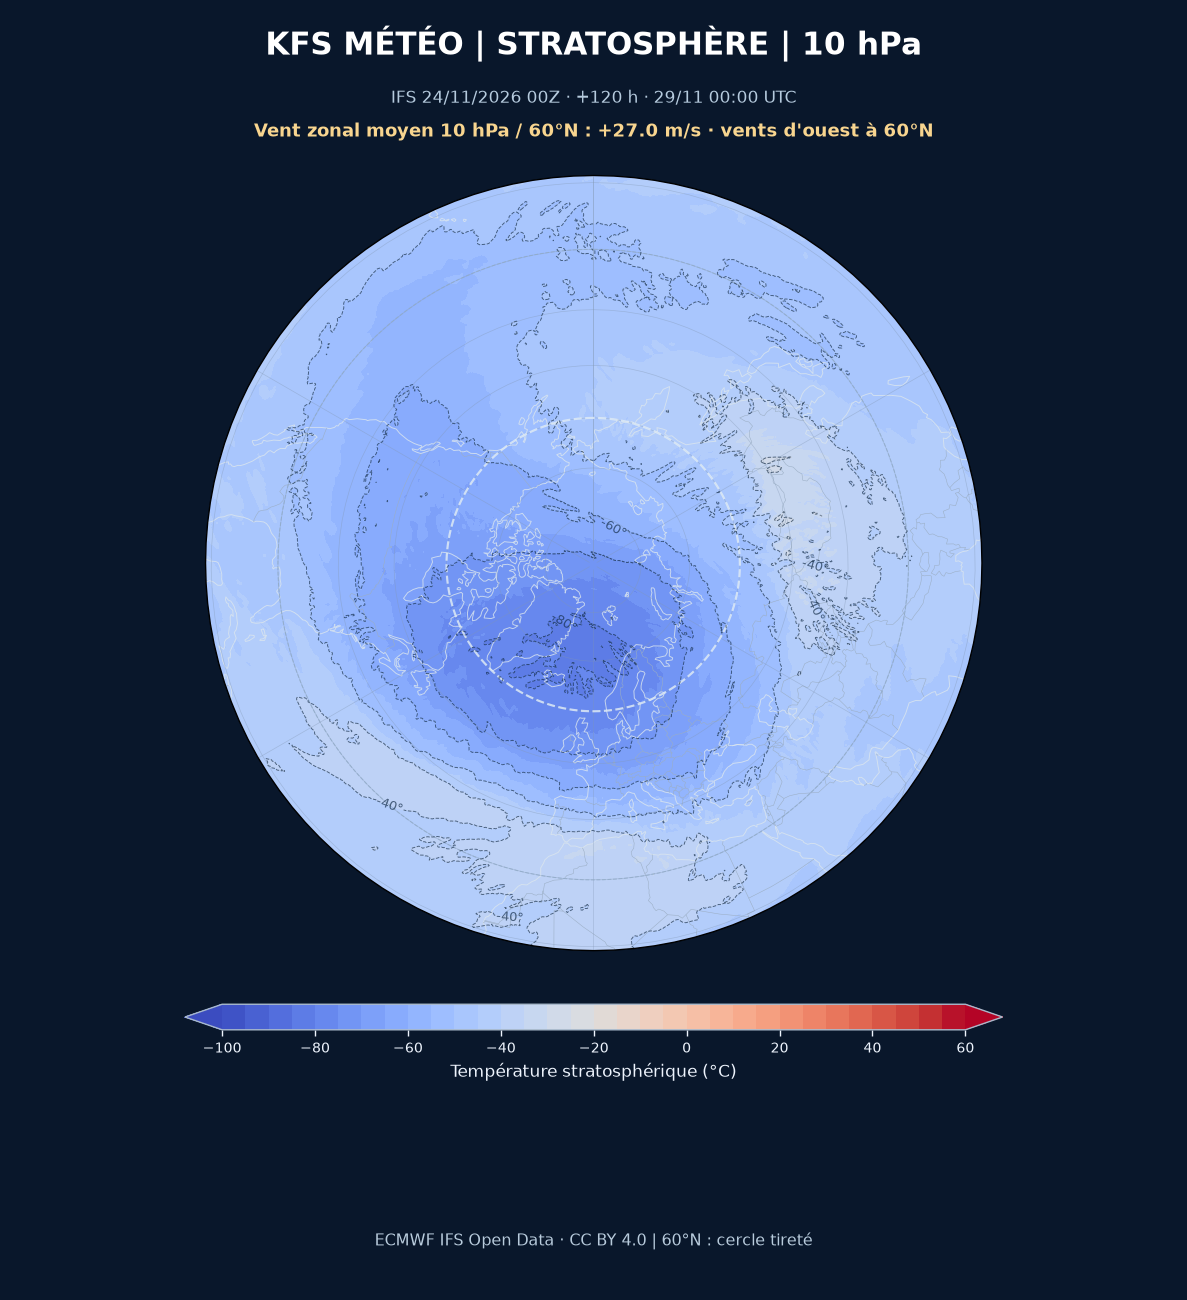 KFS MÉTÉO | STRATOSPHÈRE | 10 hPa
IFS 24/11/2026 00Z · +120 h · 29/11 00:00 UTC
Vent zonal moyen 10 hPa / 60°N : +27.0 m/s · vents d'ouest à 60°N
-60°
-40°
-40°
-80°
-40°
-40°
−100 −80 −60 −40 −20 0 20 40 60
Température stratosphérique (°C)
ECMWF IFS Open Data · CC BY 4.0 | 60°N : cercle tireté